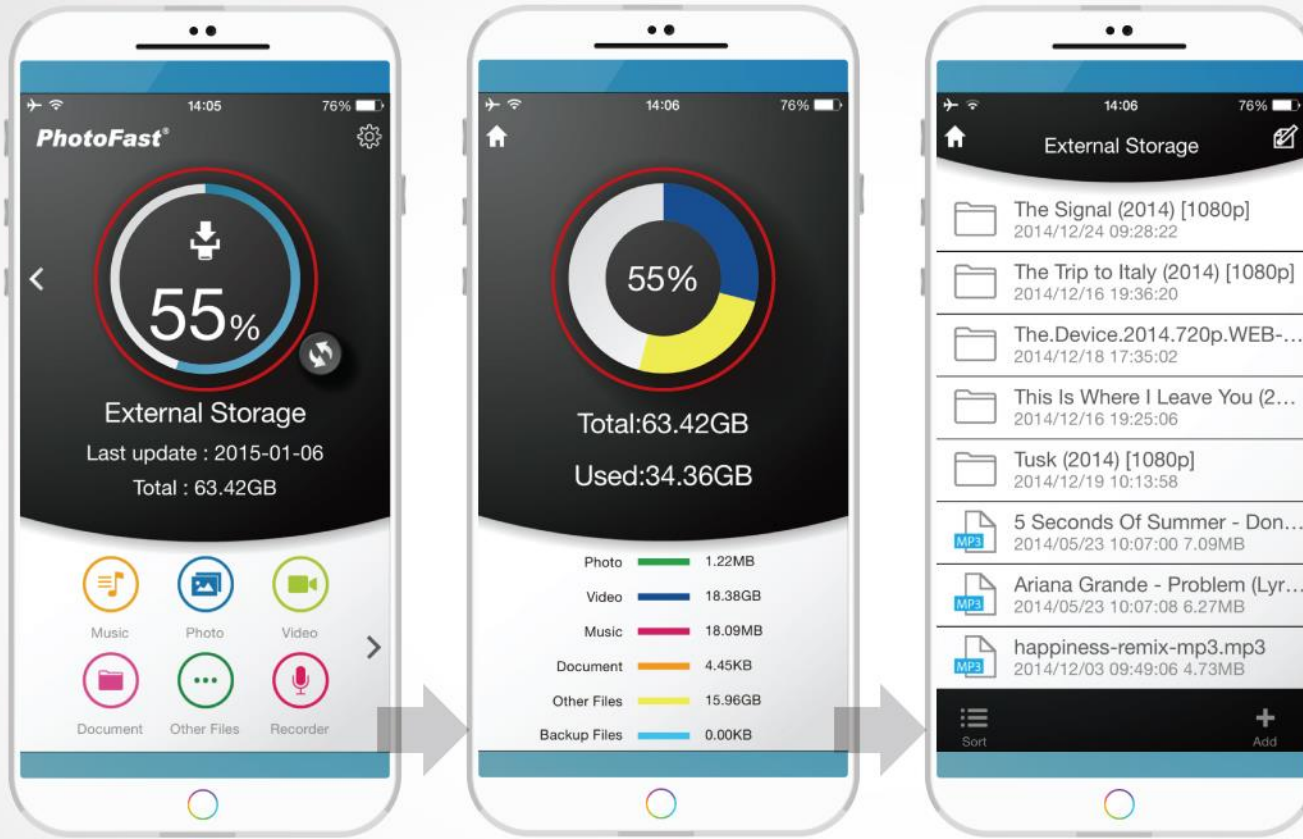 14:05 76%
PhotoFast®
55%
External Storage
Last update : 2015-01-06
Total : 63.42GB
Music Photo Video
Document Other Files Recorder
14:06 76%
55%
Total:63.42GB
Used:34.36GB
Photo 1.22MB
Video 18.38GB
Music 18.09MB
Document 4.45KB
Other Files 15.96GB
Backup Files 0.00KB
14:06 76%
External Storage
The Signal (2014) [1080p]
2014/12/24 09:28:22
The Trip to Italy (2014) [1080p]
2014/12/16 19:36:20
The.Device.2014.720p.WEB-...
2014/12/18 17:35:02
This Is Where I Leave You (2...
2014/12/16 19:25:06
Tusk (2014) [1080p]
2014/12/19 10:13:58
MP3 5 Seconds Of Summer - Don...
2014/05/23 10:07:00 7.09MB
MP3 Ariana Grande - Problem (Lyr...
2014/05/23 10:07:08 6.27MB
MP3 happiness-remix-mp3.mp3
2014/12/03 09:49:06 4.73MB
Sort Add